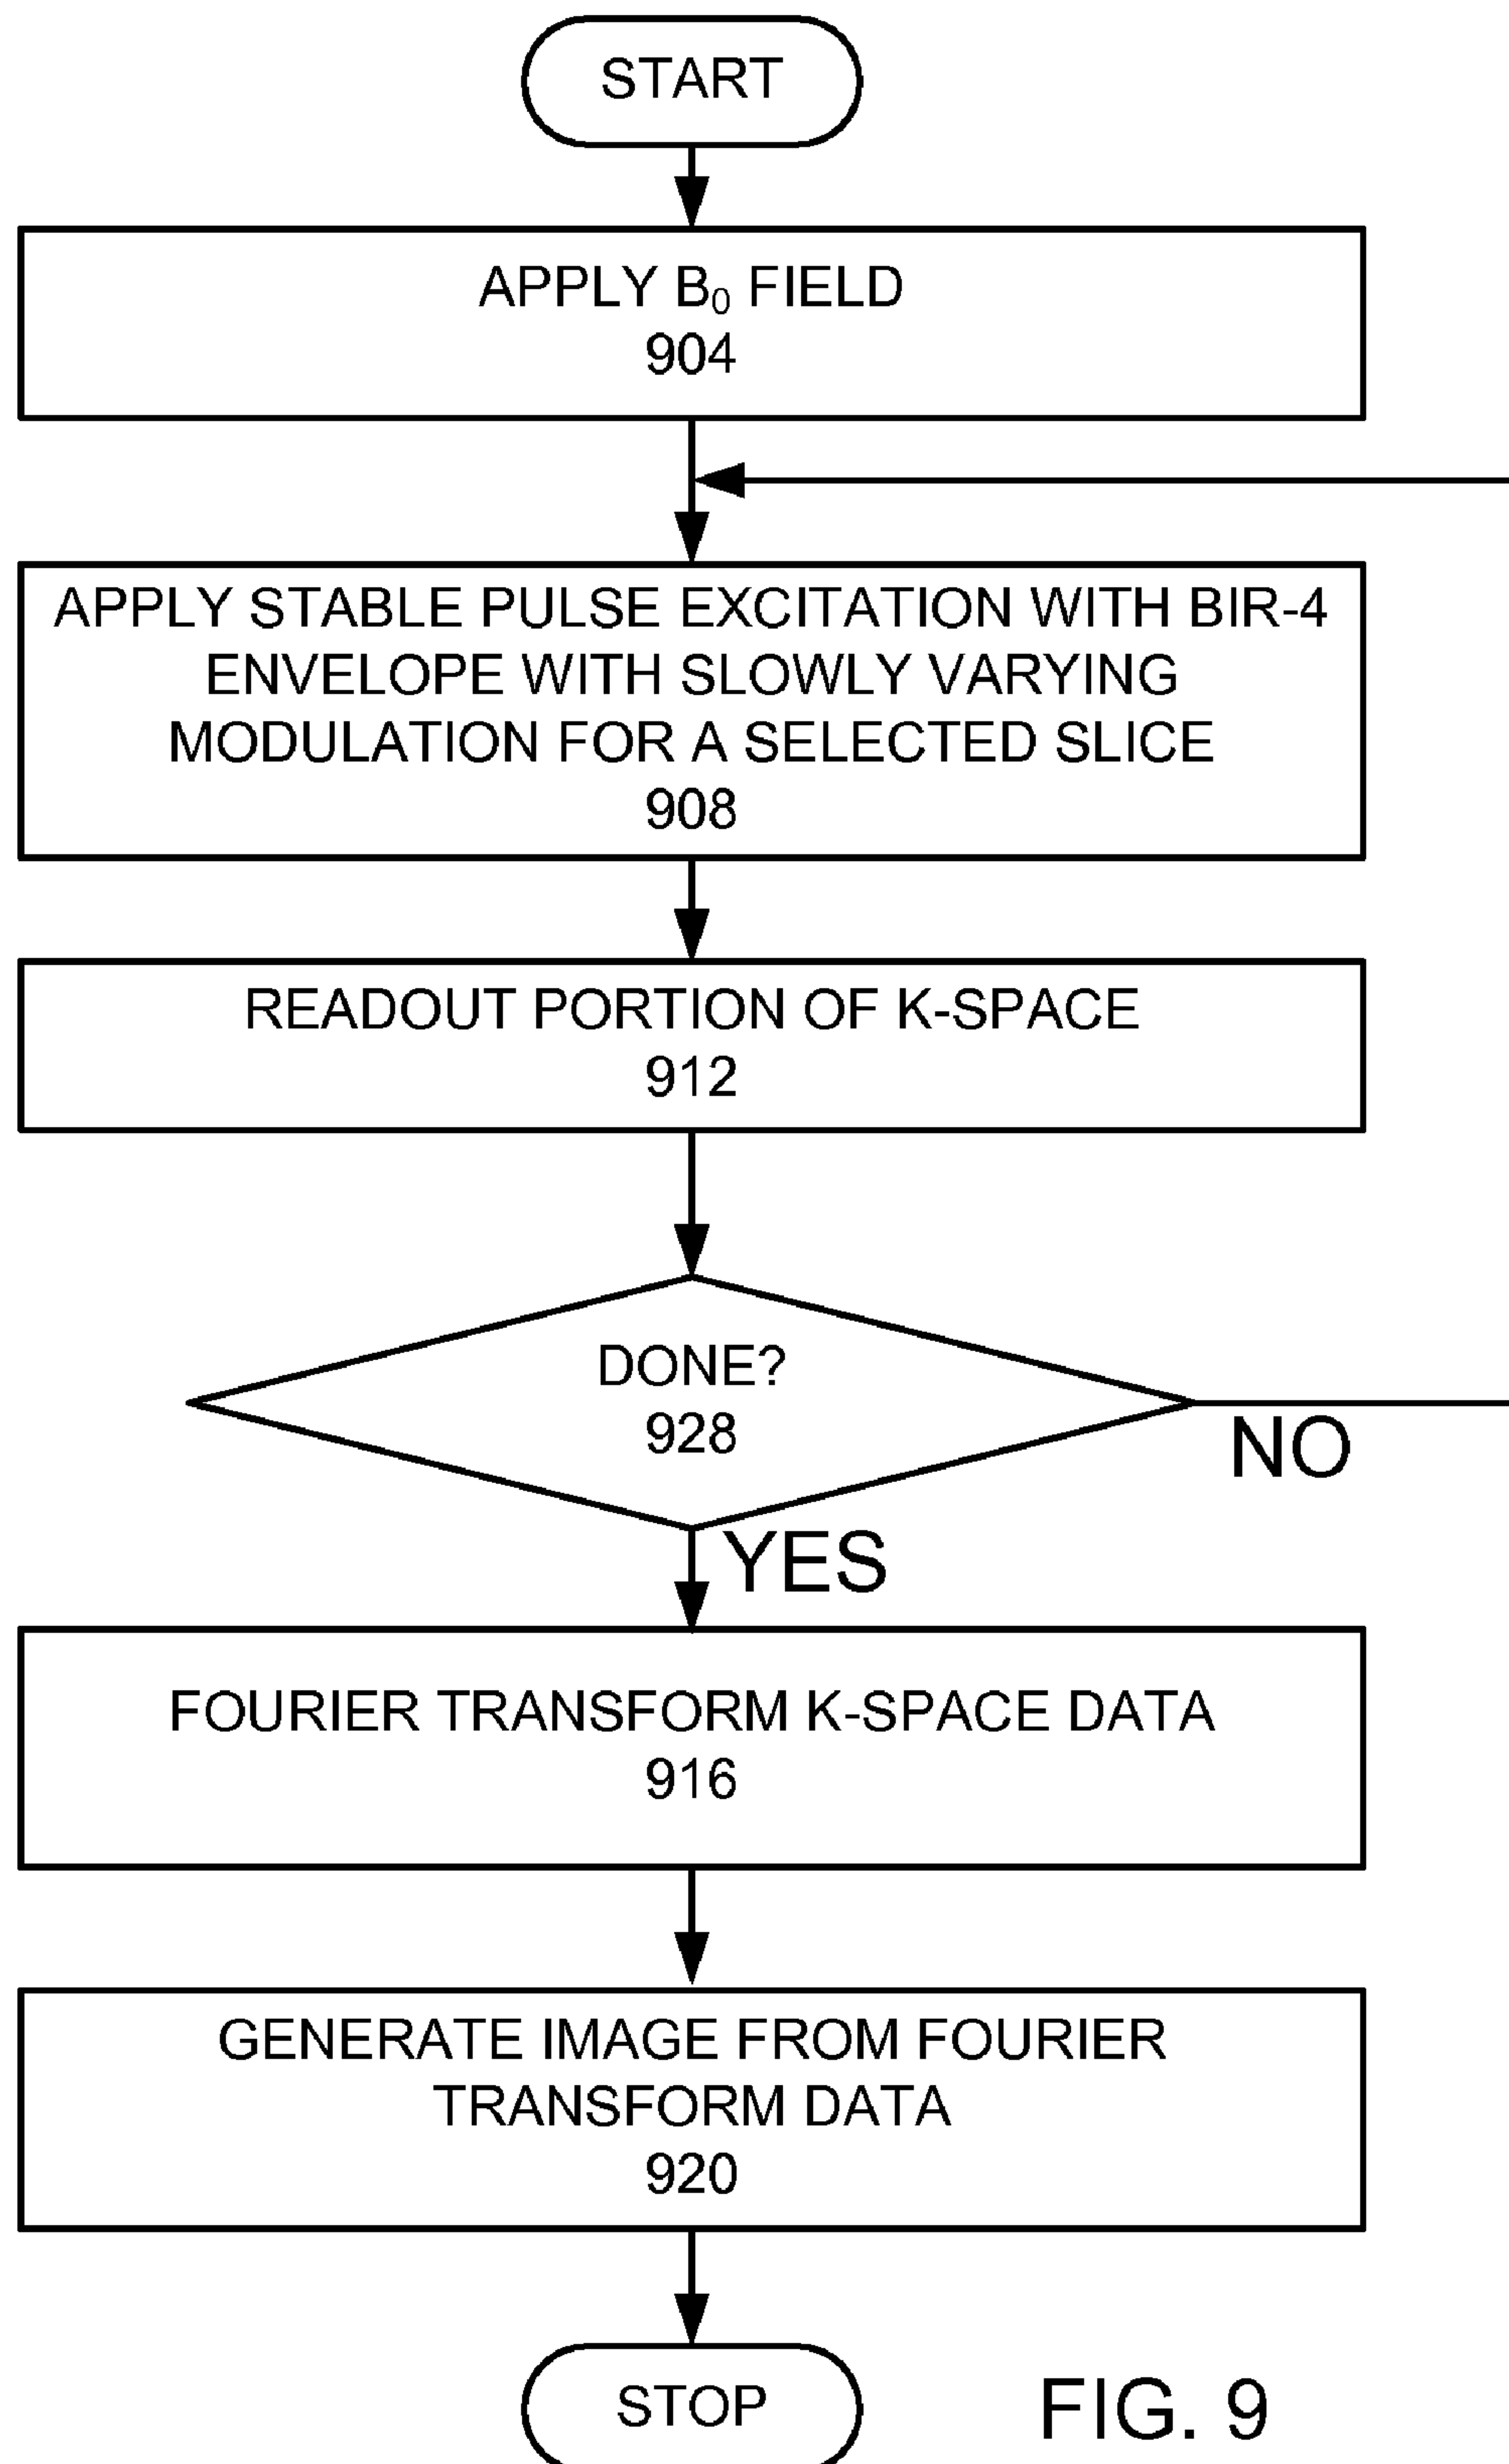 START
APPLY B₀ FIELD
904
APPLY STABLE PULSE EXCITATION WITH BIR-4
ENVELOPE WITH SLOWLY VARYING
MODULATION FOR A SELECTED SLICE
908
READOUT PORTION OF K-SPACE
912
DONE?
928
NO
YES
FOURIER TRANSFORM K-SPACE DATA
916
GENERATE IMAGE FROM FOURIER
TRANSFORM DATA
920
STOP
FIG. 9